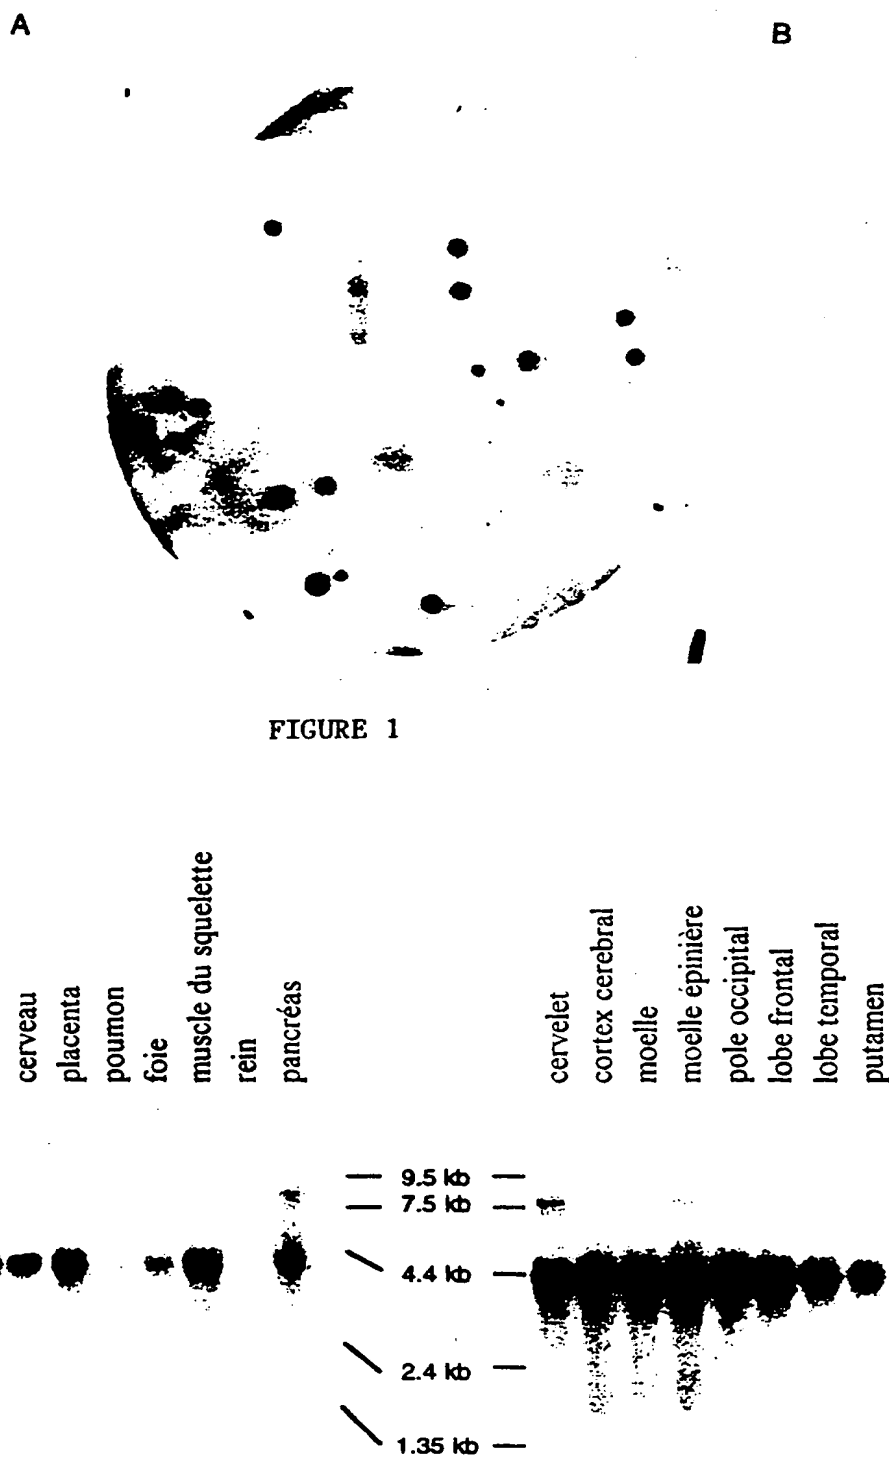 A
B
FIGURE 1
cerveau
placenta
poumon
foie
muscle du squelette
rein
pancréas
cervelet
cortex cerebral
moelle
moelle épinière
pole occipital
lobe frontal
lobe temporal
putamen
9.5 kb
7.5 kb
4.4 kb
2.4 kb
1.35 kb